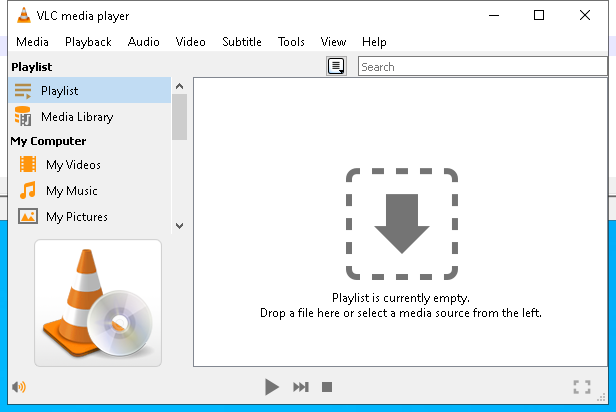 VLC media player
Media Playback Audio Video Subtitle Tools View Help
Playlist
Search
Playlist
Media Library
My Computer
My Videos
My Music
My Pictures
Playlist is currently empty.
Drop a file here or select a media source from the left.